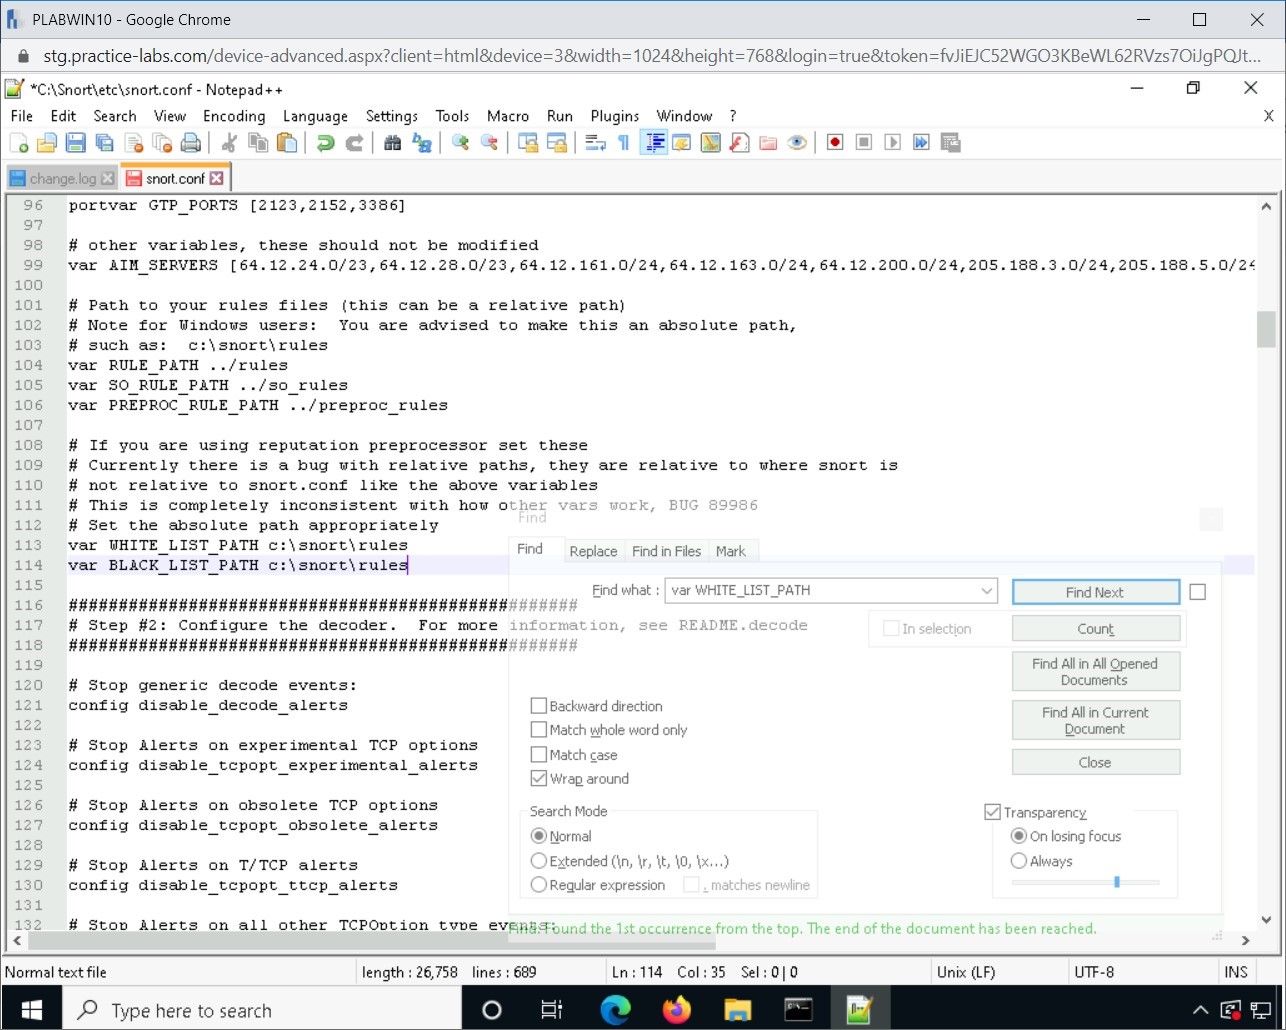 PLABWIN10 - Google Chrome
stg.practice-labs.com/device-advanced.aspx?client=html&device=3&width=1024&height=768&login=true&token=fvJiEJC52WGO3KBeWL62RVzs7OiJgPQJt...
*C:\Snort\etc\snort.conf - Notepad++
File Edit Search View Encoding Language Settings Tools Macro Run Plugins Window ? X
change.log snort.conf
96 portvar GTP_PORTS [2123,2152,3386]
97
98 # other variables, these should not be modified
99 var AIM_SERVERS [64.12.24.0/23,64.12.28.0/23,64.12.161.0/24,64.12.163.0/24,64.12.200.0/24,205.188.3.0/24,205.188.5.0/24
100
101 # Path to your rules files (this can be a relative path)
102 # Note for Windows users:  You are advised to make this an absolute path,
103 # such as:  c:\snort\rules
104 var RULE_PATH ../rules
105 var SO_RULE_PATH ../so_rules
106 var PREPROC_RULE_PATH ../preproc_rules
107
108 # If you are using reputation preprocessor set these
109 # Currently there is a bug with relative paths, they are relative to where snort is
110 # not relative to snort.conf like the above variables
111 # This is completely inconsistent with how other vars work, BUG 89986
112 # Set the absolute path appropriately
113 var WHITE_LIST_PATH c:\snort\rules
114 var BLACK_LIST_PATH c:\snort\rules
115
116 ###################################################
117 # Step #2: Configure the decoder.  For more information, see README.decode
118 ###################################################
119
120 # Stop generic decode events:
121 config disable_decode_alerts
122
123 # Stop Alerts on experimental TCP options
124 config disable_tcpopt_experimental_alerts
125
126 # Stop Alerts on obsolete TCP options
127 config disable_tcpopt_obsolete_alerts
128
129 # Stop Alerts on T/TCP alerts
130 config disable_tcpopt_ttcp_alerts
131
132 # Stop Alerts on all other TCPOption type events:
Find
Find Replace Find in Files Mark
Find what : var WHITE_LIST_PATH
Find Next
In selection
Count
Find All in All Opened
Documents
Find All in Current
Document
Close
Backward direction
Match whole word only
Match case
Wrap around
Search Mode
Normal
Extended (\n, \r, \t, \0, \x...)
Regular expression
. matches newline
Transparency
On losing focus
Always
Find: Found the 1st occurrence from the top. The end of the document has been reached.
Normal text file length : 26,758 lines : 689 Ln : 114 Col : 35 Sel : 0 | 0 Unix (LF) UTF-8 INS
Type here to search